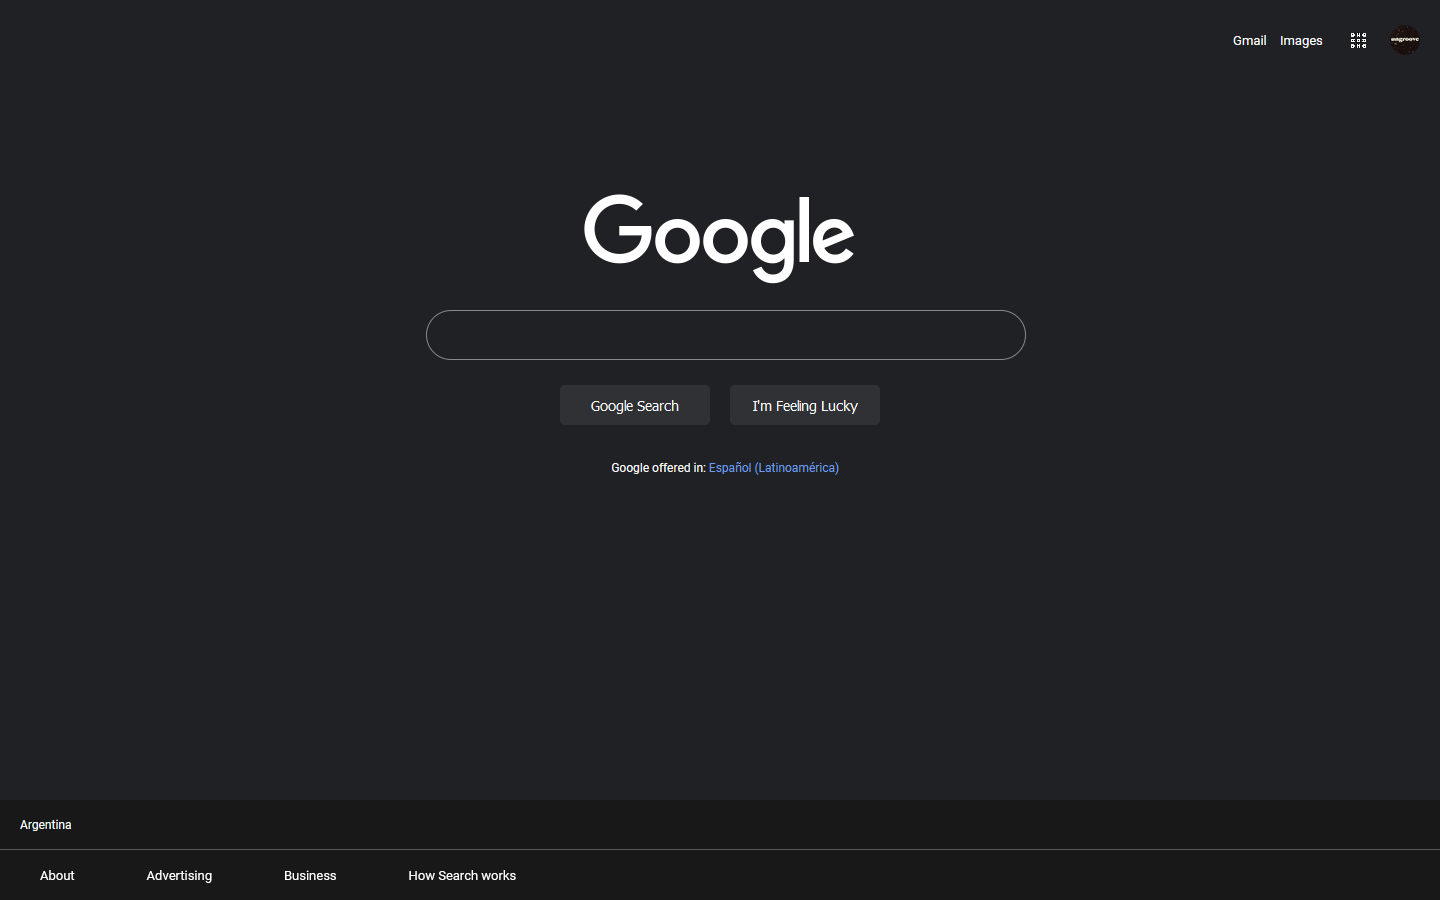 Gmail Images
ongroove
Google
Google Search I'm Feeling Lucky
Google offered in: Español (Latinoamérica)
Argentina
About Advertising Business How Search works